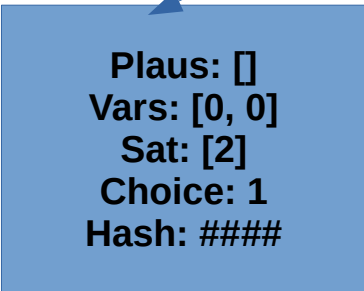 Plaus: []
Vars: [0, 0]
Sat: [2]
Choice: 1
Hash: ####